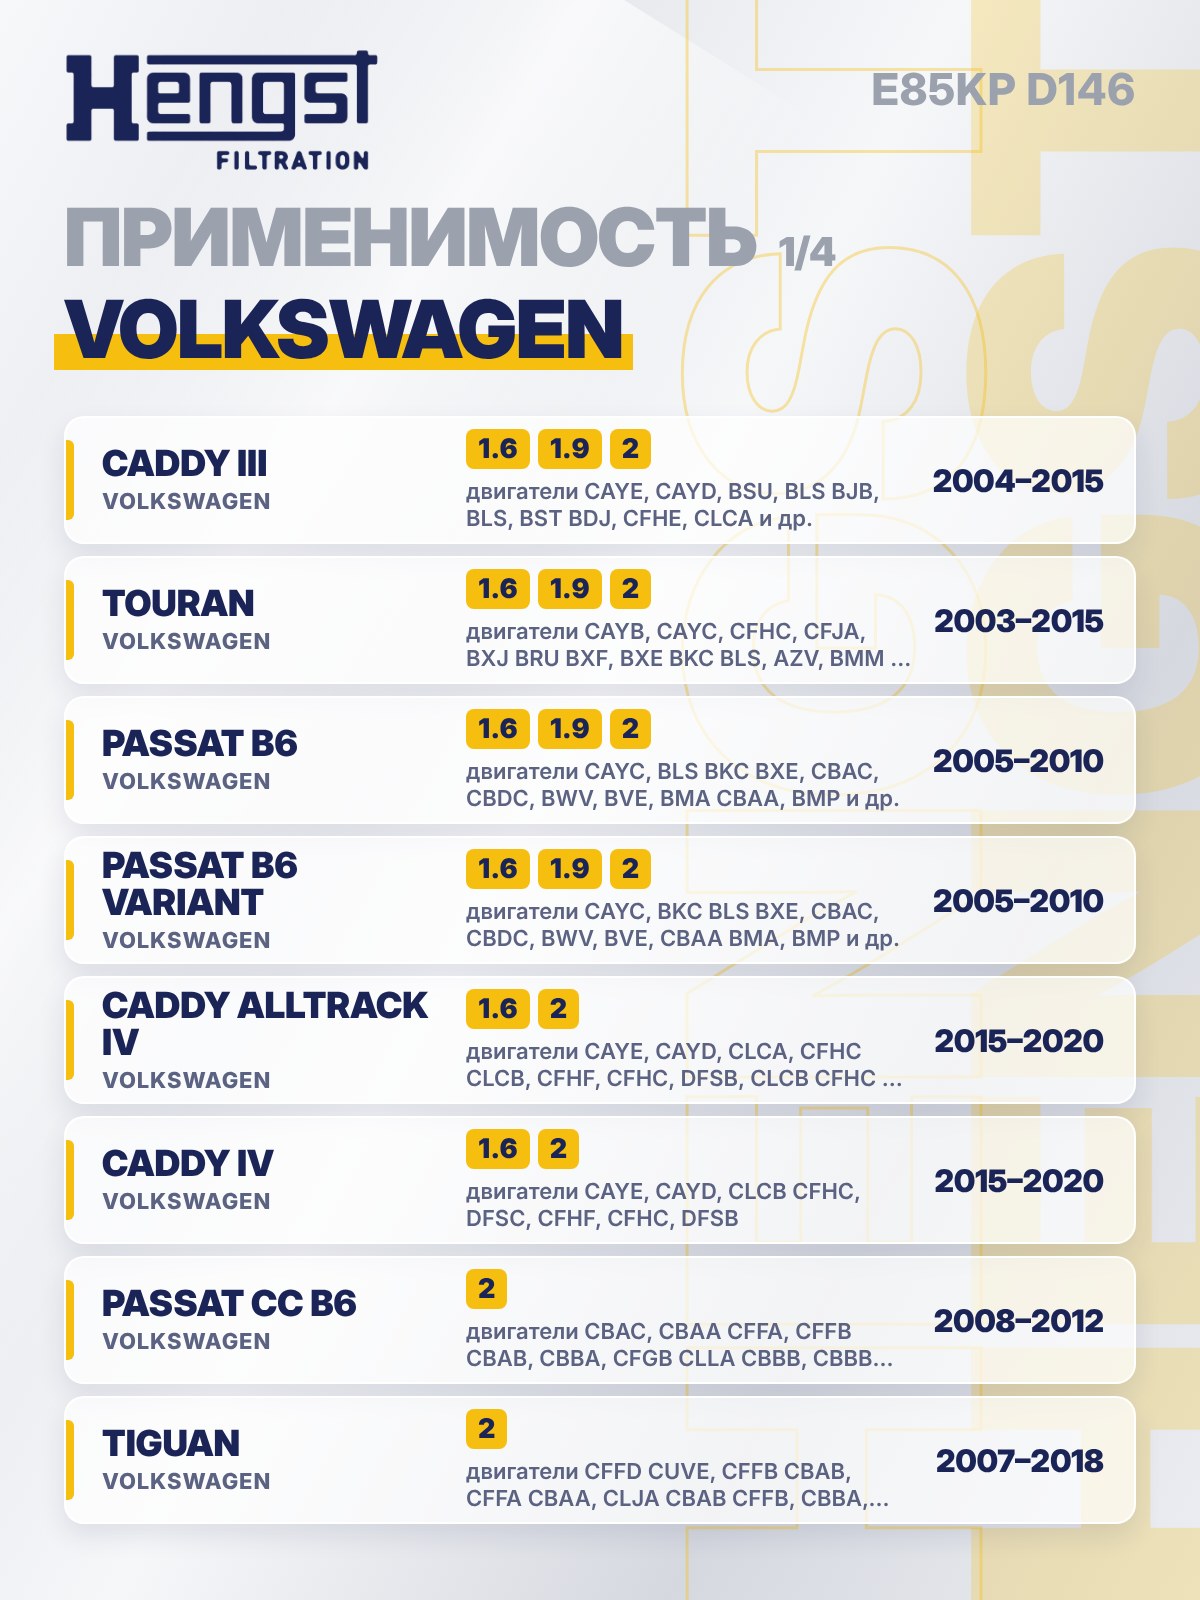 Hengst
FILTRATION
E85KP D146
ПРИМЕНИМОСТЬ 1/4
VOLKSWAGEN
CADDY III
VOLKSWAGEN
1.6 1.9 2
двигатели CAYE, CAYD, BSU, BLS BJB,
BLS, BST BDJ, CFHE, CLCA и др.
2004–2015
TOURAN
VOLKSWAGEN
1.6 1.9 2
двигатели CAYB, CAYC, CFHC, CFJA,
BXJ BRU BXF, BXE BKC BLS, AZV, BMM ...
2003–2015
PASSAT B6
VOLKSWAGEN
1.6 1.9 2
двигатели CAYC, BLS BKC BXE, CBAC,
CBDC, BWV, BVE, BMA CBAA, BMP и др.
2005–2010
PASSAT B6
VARIANT
VOLKSWAGEN
1.6 1.9 2
двигатели CAYC, BKC BLS BXE, CBAC,
CBDC, BWV, BVE, CBAA BMA, BMP и др.
2005–2010
CADDY ALLTRACK
IV
VOLKSWAGEN
1.6 2
двигатели CAYE, CAYD, CLCA, CFHC
CLCB, CFHF, CFHC, DFSB, CLCB CFHC ...
2015–2020
CADDY IV
VOLKSWAGEN
1.6 2
двигатели CAYE, CAYD, CLCB CFHC,
DFSC, CFHF, CFHC, DFSB
2015–2020
PASSAT CC B6
VOLKSWAGEN
2
двигатели CBAC, CBAA CFFA, CFFB
CBAB, CBBA, CFGB CLLA CBBB, CBBB...
2008–2012
TIGUAN
VOLKSWAGEN
2
двигатели CFFD CUVE, CFFB CBAB,
CFFA CBAA, CLJA CBAB CFFB, CBBA,...
2007–2018
HENGST
HENGST